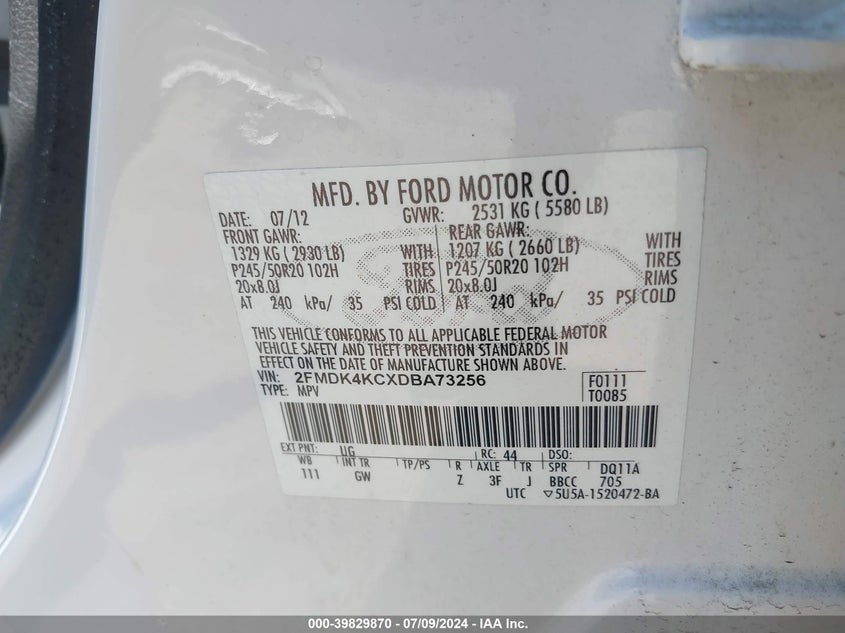 MFD. BY FORD MOTOR CO.
DATE: 07/12 GVWR: 2531 KG ( 5580 LB)
FRONT GAWR: REAR GAWR:
1329 KG ( 2930 LB) WITH 1207 KG ( 2660 LB) WITH
P245/50R20 102H TIRES P245/50R20 102H TIRES
20x8.0J RIMS 20x8.0J RIMS
AT 240 kPa/ 35 PSI COLD AT 240 kPa/ 35 PSI COLD
THIS VEHICLE CONFORMS TO ALL APPLICABLE FEDERAL MOTOR
VEHICLE SAFETY AND THEFT PREVENTION STANDARDS IN
EFFECT ON THE DATE OF MANUFACTURE SHOWN ABOVE.
VIN: 2FMDK4KCXDBA73256 F0111
TYPE: MPV T0085
EXT PNT: UG RC: 44 DSO:
WB INT TR TP/PS R AXLE TR SPR DQ11A
111 GW Z 3F J BBCC 705
UTC ▽5U5A-1520472-BA
000-39829870 / 07/09/2024 - IAA Inc.